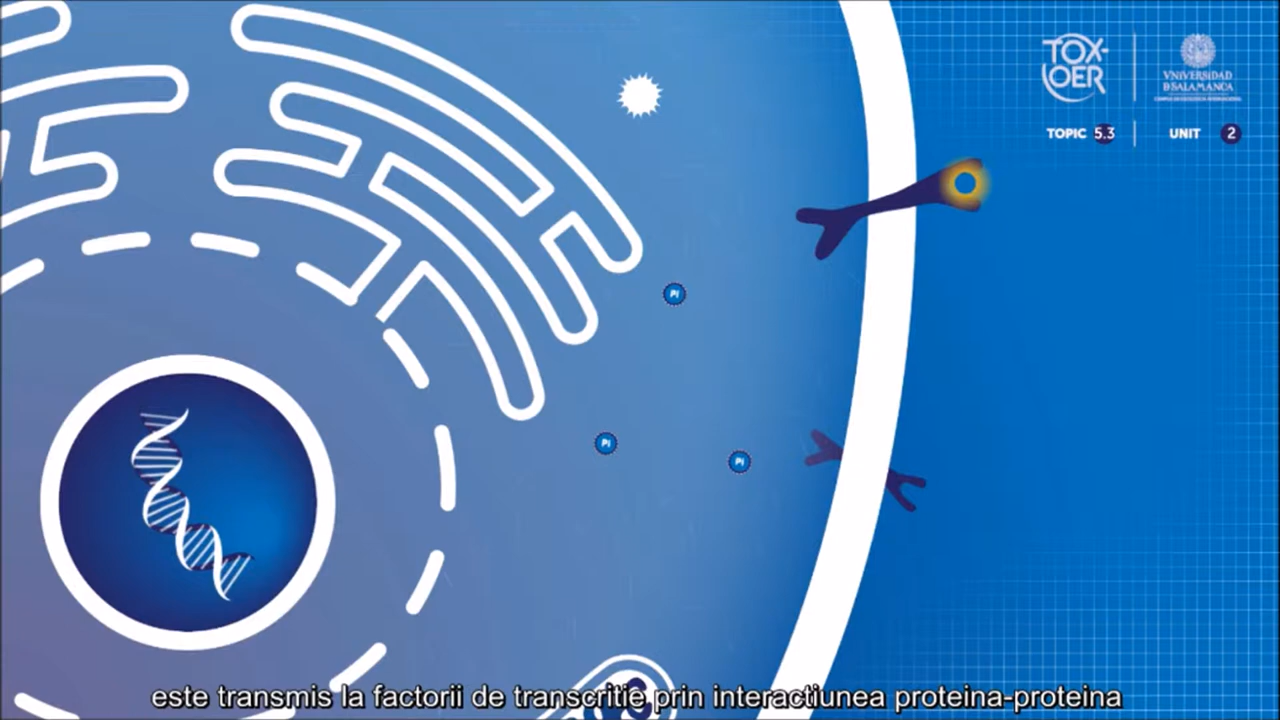 TOX-
OER
VNIVERSIDAD
D SALAMANCA
TOPIC 5.3
UNIT 2
Pi
Pi
Pi
este transmis la factorii de transcritie prin interactiunea proteina-proteina